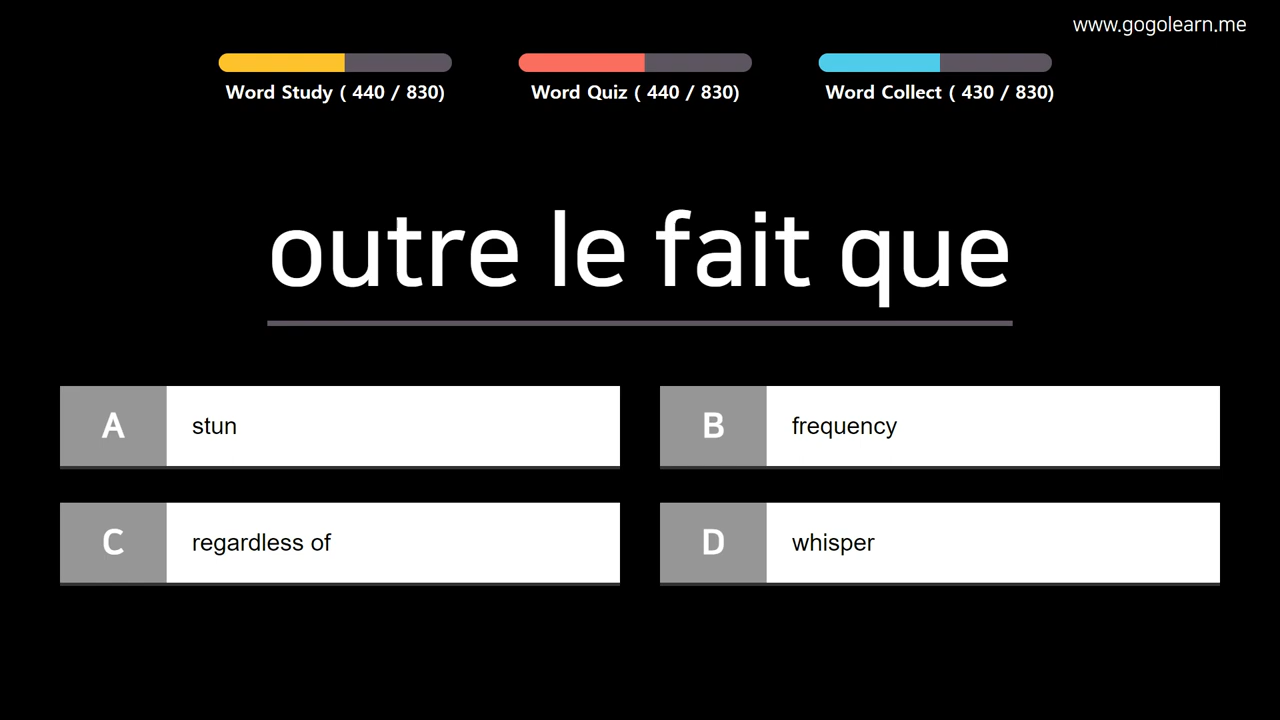 www.gogolearn.me
Word Study ( 440 / 830)
Word Quiz ( 440 / 830)
Word Collect ( 430 / 830)
outre le fait que
A stun
B frequency
C regardless of
D whisper